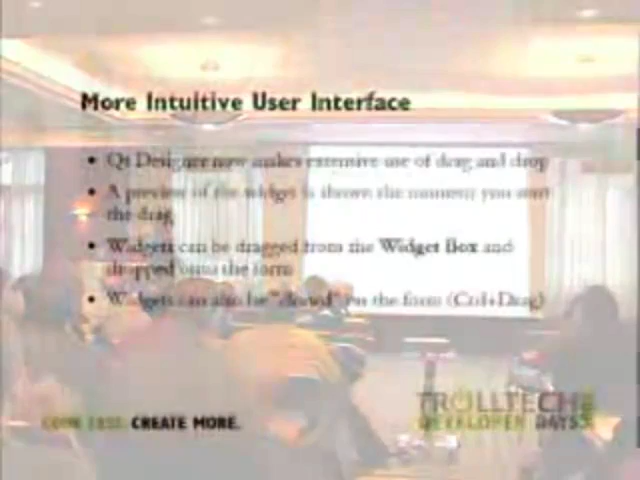 More Intuitive User Interface
• Qt Designer now makes extensive use of drag and drop
• A preview of the widget is shown the moment you start
the drag
• Widgets can be dragged from the Widget Box and
dropped onto the form
• Widgets can also be "cloned" on the form (Ctrl+Drag)
CODE LESS. CREATE MORE.
TROLLTECH
DEVELOPER DAYS